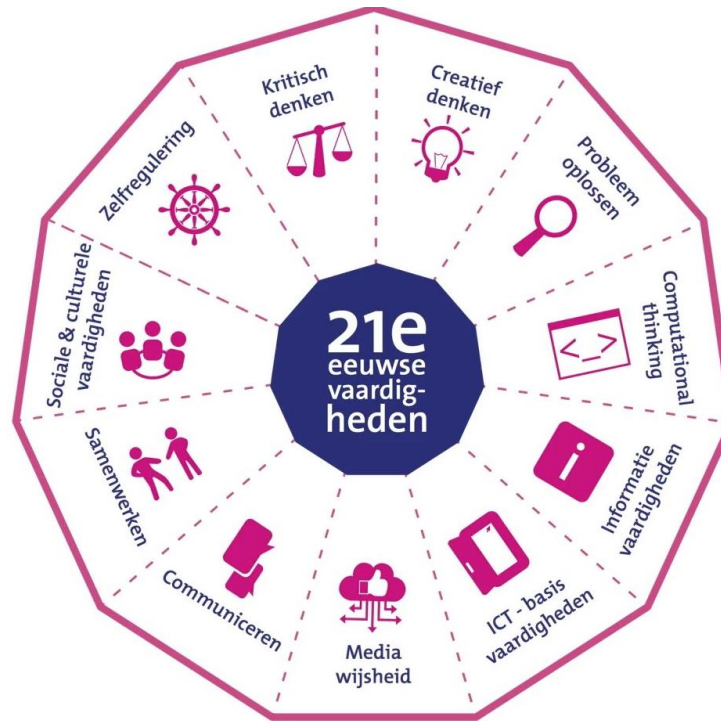 21e
eeuwse
vaardig-
heden
Creatief
denken
Probleem
oplossen
Computational
thinking
<_>
i
Informatie
vaardigheden
ICT - basis
vaardigheden
Media
wijsheid
Communiceren
Samenwerken
Sociale & culturele
vaardigheden
Zelfregulering
Kritisch
denken